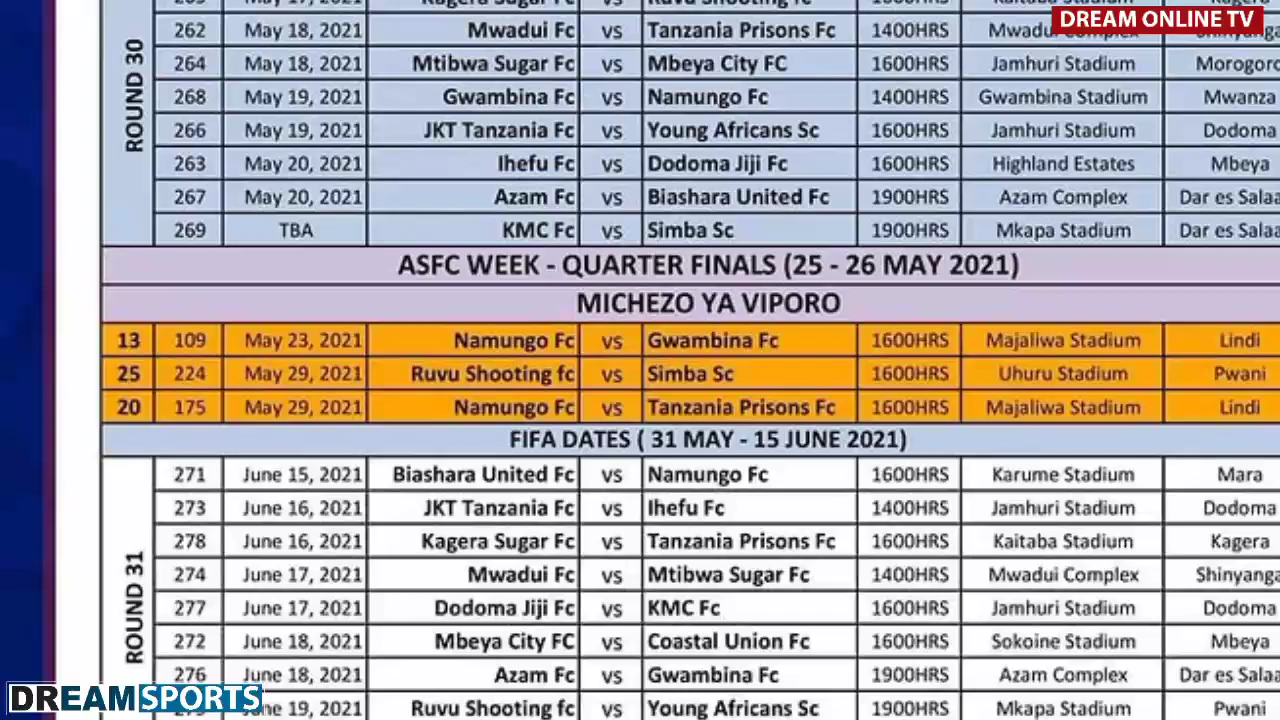 DREAM ONLINE TV
ROUND 30
262 May 18, 2021 Mwadui Fc vs Tanzania Prisons Fc 1400HRS Mwadui Complex
264 May 18, 2021 Mtibwa Sugar Fc vs Mbeya City FC 1600HRS Jamhuri Stadium Morogoro
268 May 19, 2021 Gwambina Fc vs Namungo Fc 1400HRS Gwambina Stadium Mwanza
266 May 19, 2021 JKT Tanzania Fc vs Young Africans Sc 1600HRS Jamhuri Stadium Dodoma
263 May 20, 2021 Ihefu Fc vs Dodoma Jiji Fc 1600HRS Highland Estates Mbeya
267 May 20, 2021 Azam Fc vs Biashara United Fc 1900HRS Azam Complex Dar es Salaa
269 TBA KMC Fc vs Simba Sc 1900HRS Mkapa Stadium Dar es Salaa
ASFC WEEK - QUARTER FINALS (25 - 26 MAY 2021)
MICHEZO YA VIPORO
13 109 May 23, 2021 Namungo Fc vs Gwambina Fc 1600HRS Majaliwa Stadium Lindi
25 224 May 29, 2021 Ruvu Shooting fc vs Simba Sc 1600HRS Uhuru Stadium Pwani
20 175 May 29, 2021 Namungo Fc vs Tanzania Prisons Fc 1600HRS Majaliwa Stadium Lindi
FIFA DATES ( 31 MAY - 15 JUNE 2021)
ROUND 31
271 June 15, 2021 Biashara United Fc vs Namungo Fc 1600HRS Karume Stadium Mara
273 June 16, 2021 JKT Tanzania Fc vs Ihefu Fc 1400HRS Jamhuri Stadium Dodoma
278 June 16, 2021 Kagera Sugar Fc vs Tanzania Prisons Fc 1600HRS Kaitaba Stadium Kagera
274 June 17, 2021 Mwadui Fc vs Mtibwa Sugar Fc 1400HRS Mwadui Complex Shinyanga
277 June 17, 2021 Dodoma Jiji Fc vs KMC Fc 1600HRS Jamhuri Stadium Dodoma
272 June 18, 2021 Mbeya City FC vs Coastal Union Fc 1600HRS Sokoine Stadium Mbeya
276 June 18, 2021 Azam Fc vs Gwambina Fc 1900HRS Azam Complex Dar es Salaa
19, 2021 Ruvu Shooting fc vs Young Africans Sc 1900HRS Mkapa Stadium Pwani
DREAMSPORTS